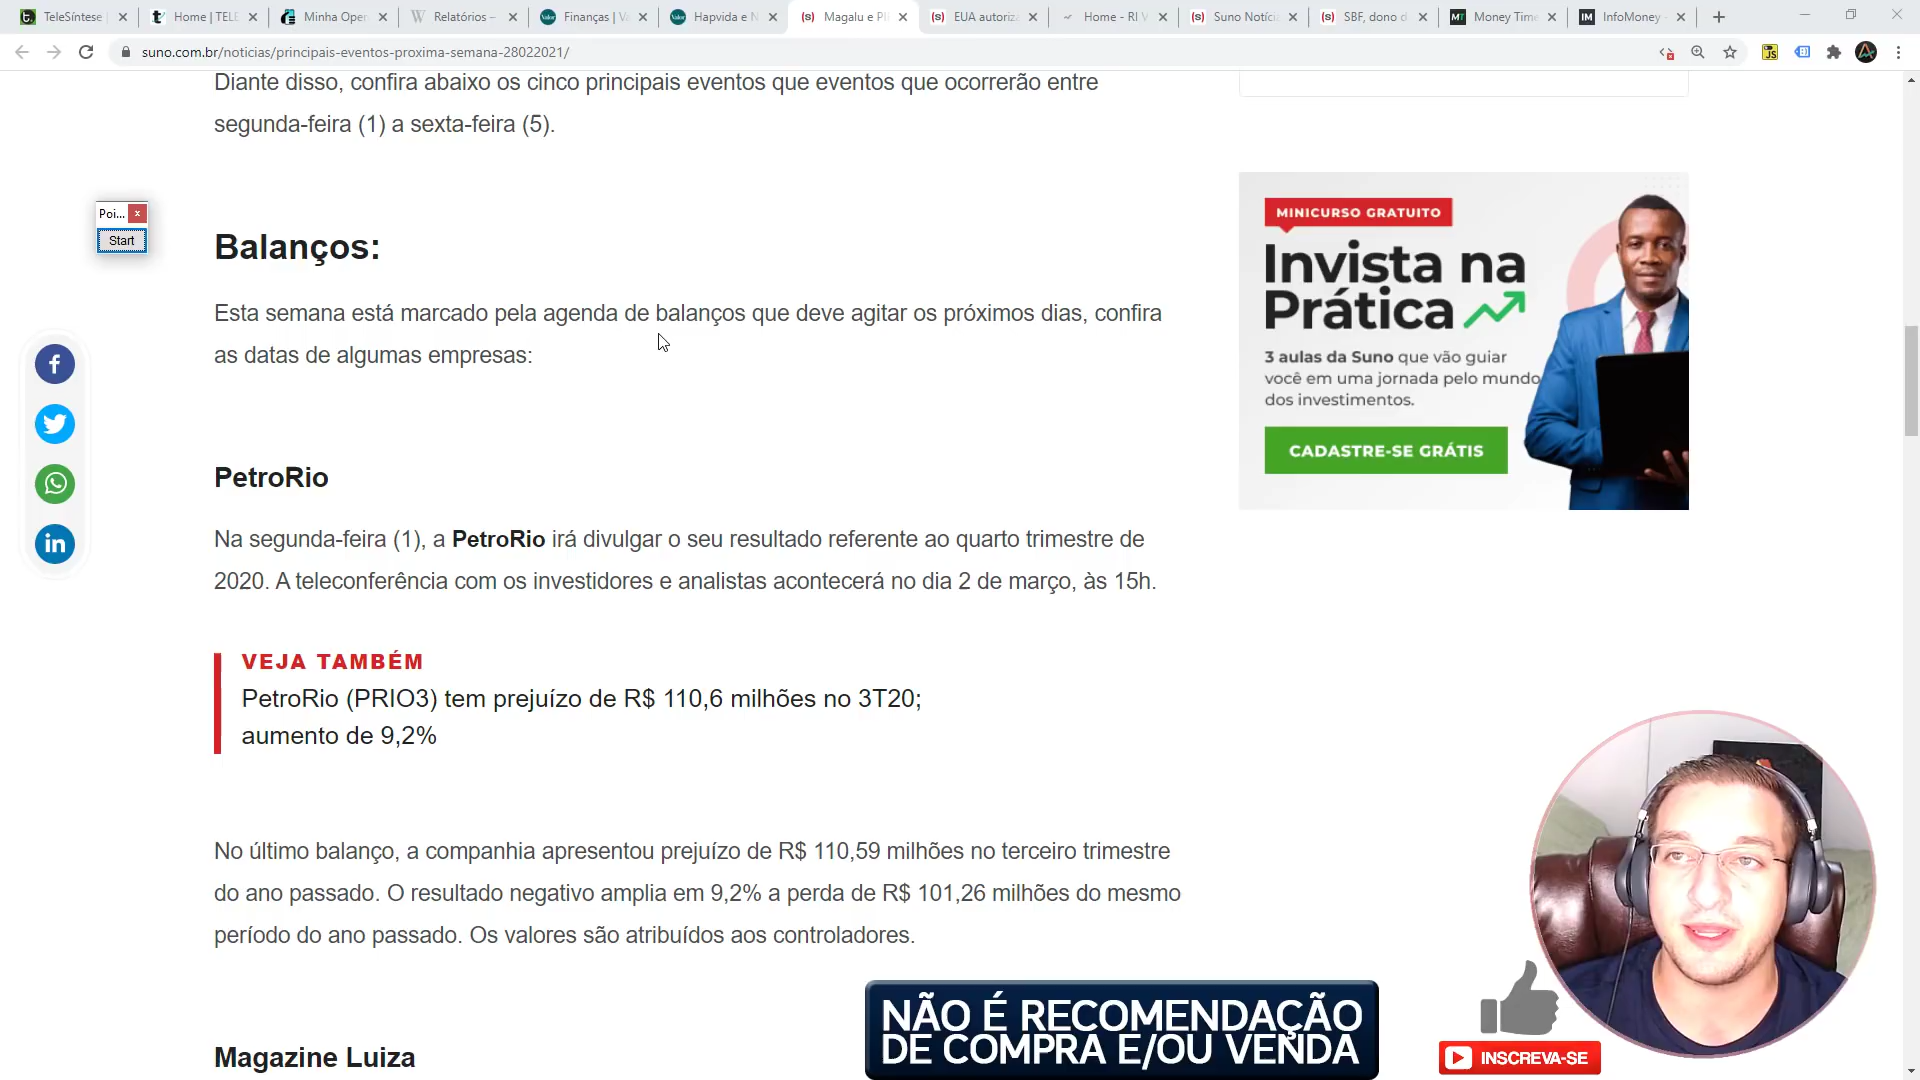 TeleSíntese
Home | TELE
Minha Oper
Relatórios –
Finanças | Va
Hapvida e N
Magalu e PI
EUA autoriza
Home - RI V
Suno Notíci
SBF, dono d
Money Time
InfoMoney
suno.com.br/noticias/principais-eventos-proxima-semana-28022021/
Diante disso, confira abaixo os cinco principais eventos que eventos que ocorrerão entre
segunda-feira (1) a sexta-feira (5).
Poi...
Start
Balanços:
Esta semana está marcado pela agenda de balanços que deve agitar os próximos dias, confira
as datas de algumas empresas:
MINICURSO GRATUITO
Invista na
Prática
3 aulas da Suno que vão guiar
você em uma jornada pelo mundo
dos investimentos.
CADASTRE-SE GRÁTIS
PetroRio
Na segunda-feira (1), a PetroRio irá divulgar o seu resultado referente ao quarto trimestre de
2020. A teleconferência com os investidores e analistas acontecerá no dia 2 de março, às 15h.
VEJA TAMBÉM
PetroRio (PRIO3) tem prejuízo de R$ 110,6 milhões no 3T20;
aumento de 9,2%
No último balanço, a companhia apresentou prejuízo de R$ 110,59 milhões no terceiro trimestre
do ano passado. O resultado negativo amplia em 9,2% a perda de R$ 101,26 milhões do mesmo
período do ano passado. Os valores são atribuídos aos controladores.
Magazine Luiza
NÃO É RECOMENDAÇÃO
DE COMPRA E/OU VENDA
INSCREVA-SE